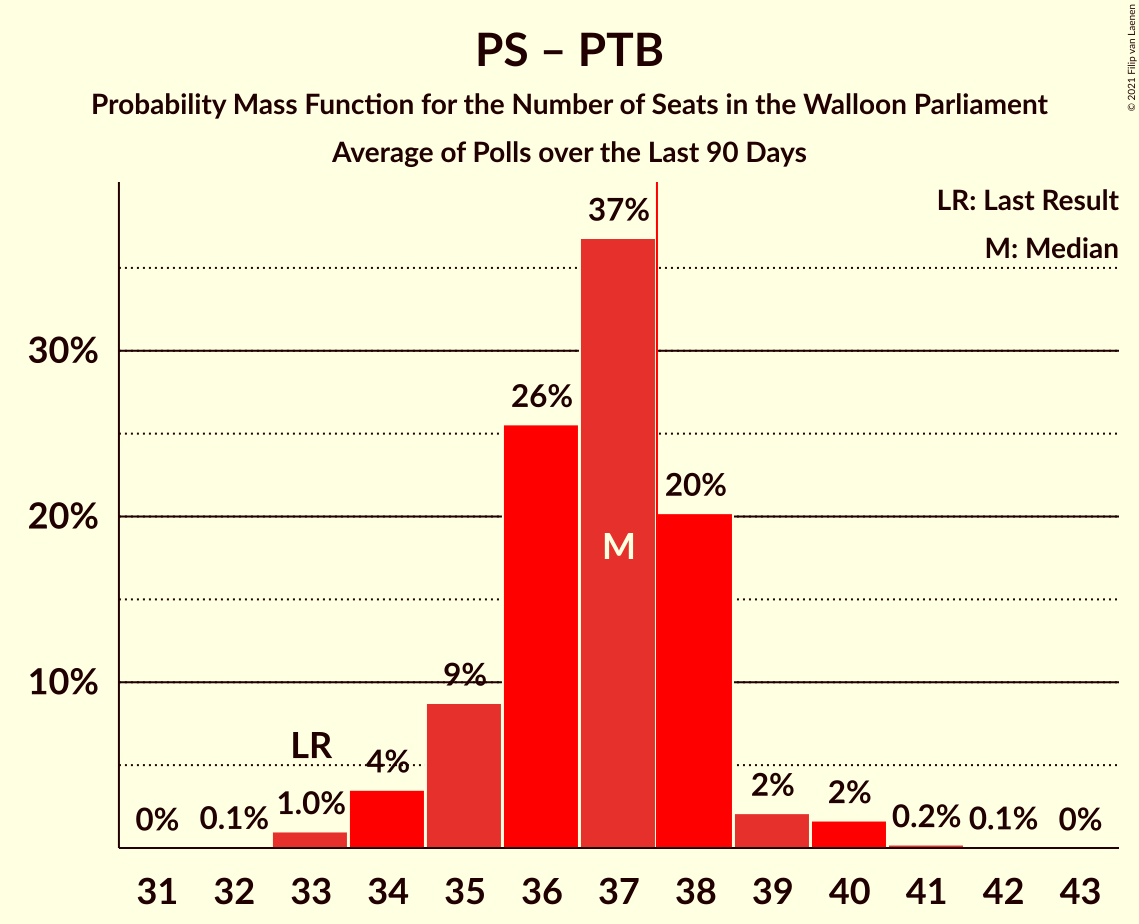 PS – PTB
Probability Mass Function for the Number of Seats in the Walloon Parliament
Average of Polls over the Last 90 Days
© 2021 Filip van Laenen
LR: Last Result
M: Median
37%
30%
26%
20%
20%
M
10%
9%
LR
4%
0%
0.1%
1.0%
2%
2%
0.2%
0.1%
0%
31 32 33 34 35 36 37 38 39 40 41 42 43